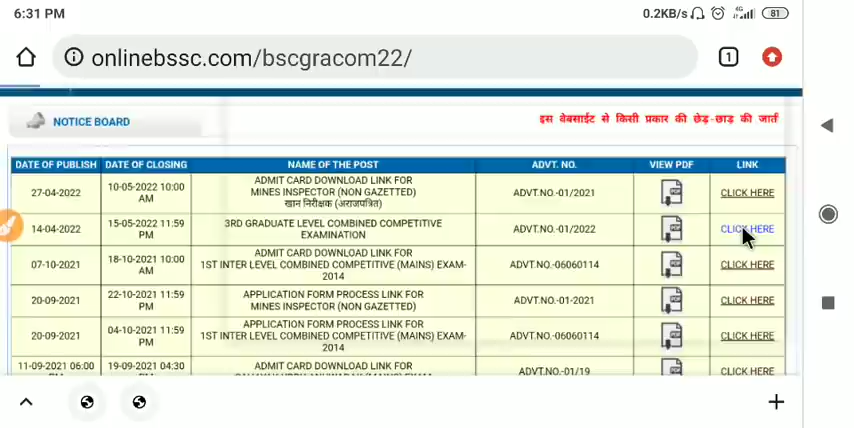 6:31 PM 0.2KB/s 4G 81
onlinebssc.com/bscgracom22/ 1
NOTICE BOARD इस वेबसाईट से किसी प्रकार की छेड़-छाड़ की जाती
DATE OF PUBLISH DATE OF CLOSING NAME OF THE POST ADVT. NO. VIEW PDF LINK
27-04-2022 10-05-2022 10:00 AM ADMIT CARD DOWNLOAD LINK FOR
MINES INSPECTOR (NON GAZETTED)
खान निरीक्षक (अराजपत्रित) ADVT.NO.-01/2021 PDF CLICK HERE
14-04-2022 15-05-2022 11:59 PM 3RD GRADUATE LEVEL COMBINED COMPETITIVE
EXAMINATION ADVT.NO.-01/2022 PDF CLICK HERE
07-10-2021 18-10-2021 10:00 AM ADMIT CARD DOWNLOAD LINK FOR
1ST INTER LEVEL COMBINED COMPETITIVE (MAINS) EXAM-
2014 ADVT.NO.-06060114 PDF CLICK HERE
20-09-2021 22-10-2021 11:59 PM APPLICATION FORM PROCESS LINK FOR
MINES INSPECTOR (NON GAZETTED) ADVT.NO.-01-2021 PDF CLICK HERE
20-09-2021 04-10-2021 11:59 PM APPLICATION FORM PROCESS LINK FOR
1ST INTER LEVEL COMBINED COMPETITIVE (MAINS) EXAM-
2014 ADVT.NO.-06060114 PDF CLICK HERE
11-09-2021 06:00 19-09-2021 04:30 ADMIT CARD DOWNLOAD LINK FOR ADVT.NO.-01/19 PDF CLICK HERE